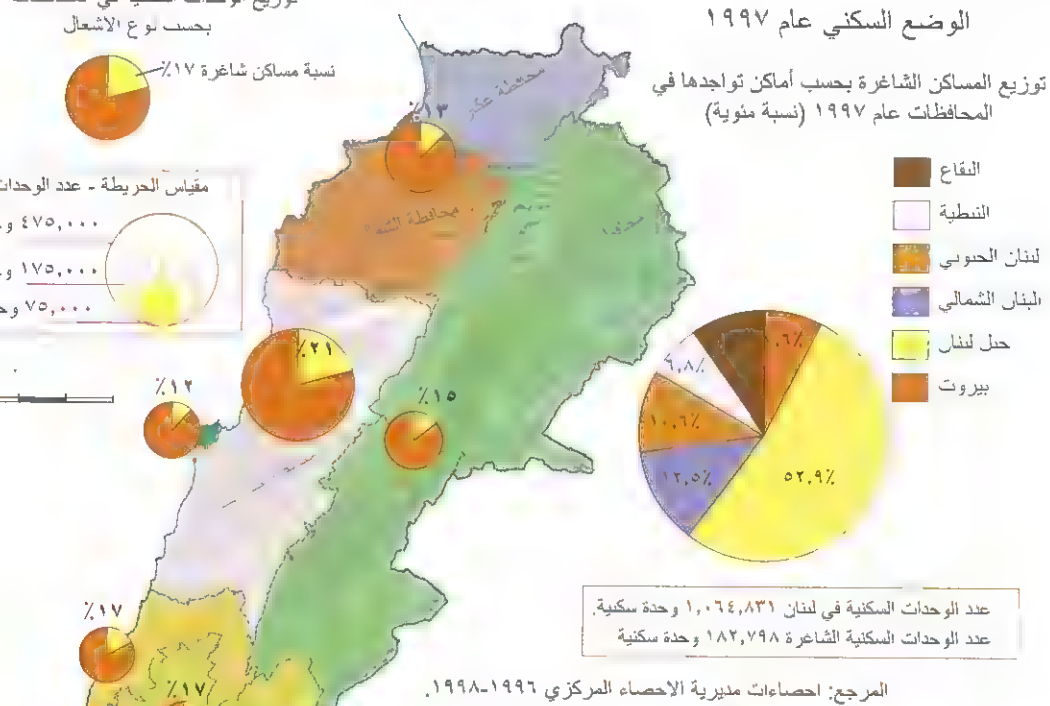 الوضع السكني عام ١٩٩٧
توزيع المساكن الشاغرة بحسب أماكن تواجدها في
المحافظات عام ١٩٩٧ (نسبة مئوية)
البقاع
النبطية
لبنان الجنوبي
البنان الشمالي
جبل لبنان
بيروت
٩,٨٪
١٠,٦٪
١٢,٥٪
٥٢,٩٪
عدد الوحدات السكنية في لبنان ١,٠٦٤,٨٣١ وحدة سكنية.
عدد الوحدات السكنية الشاغرة ١٨٢,٧٩٨ وحدة سكنية
المرجع: احصاءات مديرية الاحصاء المركزي ١٩٩٦-١٩٩٨.
بحسب نوع الاشغال
نسبة مساكن شاغرة ١٧٪
مقياس الخريطة - عدد الوحدات
٤٧٥,٠٠٠
١٧٥,٠٠٠
٧٥,٠٠٠
محافظة عكار
٪١٣
محافظة الشمال
٪٢١
٪١٢
٪١٥
٪١٧
٪١٧